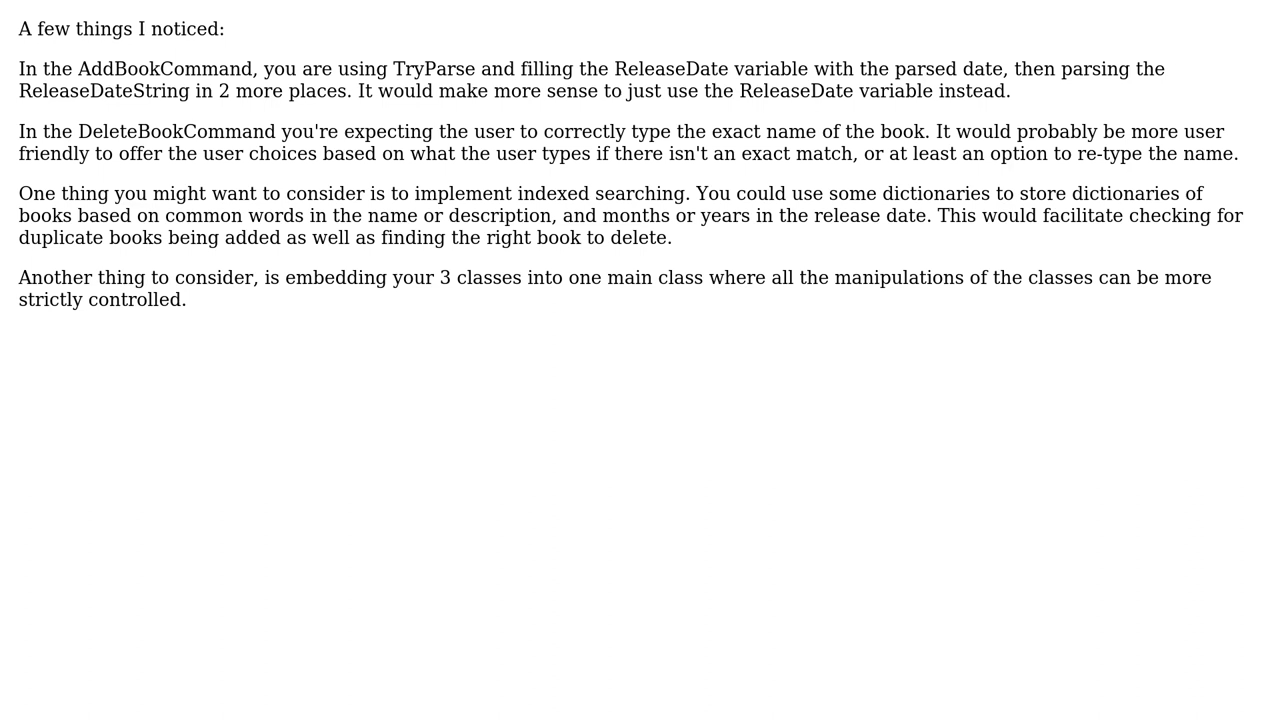 A few things I noticed:
In the AddBookCommand, you are using TryParse and filling the ReleaseDate variable with the parsed date, then parsing the
ReleaseDateString in 2 more places. It would make more sense to just use the ReleaseDate variable instead.
In the DeleteBookCommand you're expecting the user to correctly type the exact name of the book. It would probably be more user
friendly to offer the user choices based on what the user types if there isn't an exact match, or at least an option to re-type the name.
One thing you might want to consider is to implement indexed searching. You could use some dictionaries to store dictionaries of
books based on common words in the name or description, and months or years in the release date. This would facilitate checking for
duplicate books being added as well as finding the right book to delete.
Another thing to consider, is embedding your 3 classes into one main class where all the manipulations of the classes can be more
strictly controlled.